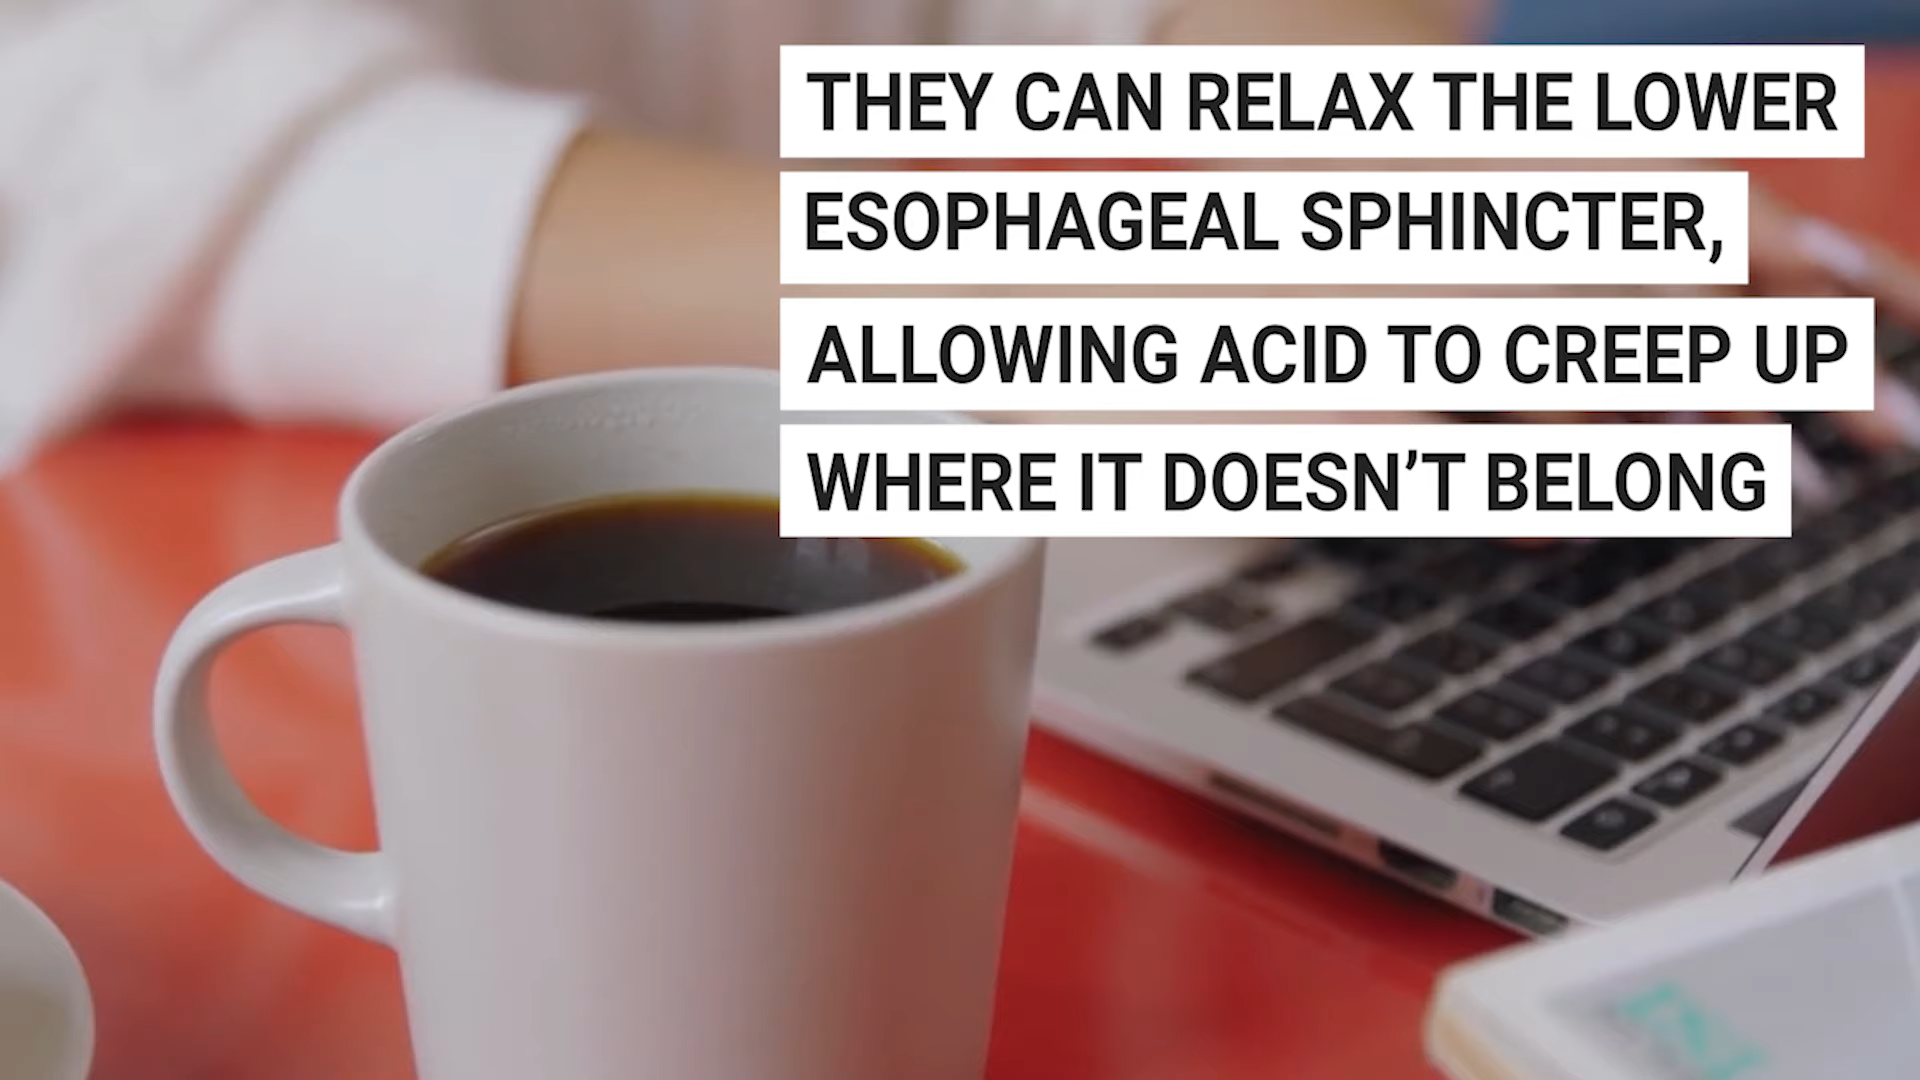 THEY CAN RELAX THE LOWER
ESOPHAGEAL SPHINCTER,
ALLOWING ACID TO CREEP UP
WHERE IT DOESN’T BELONG